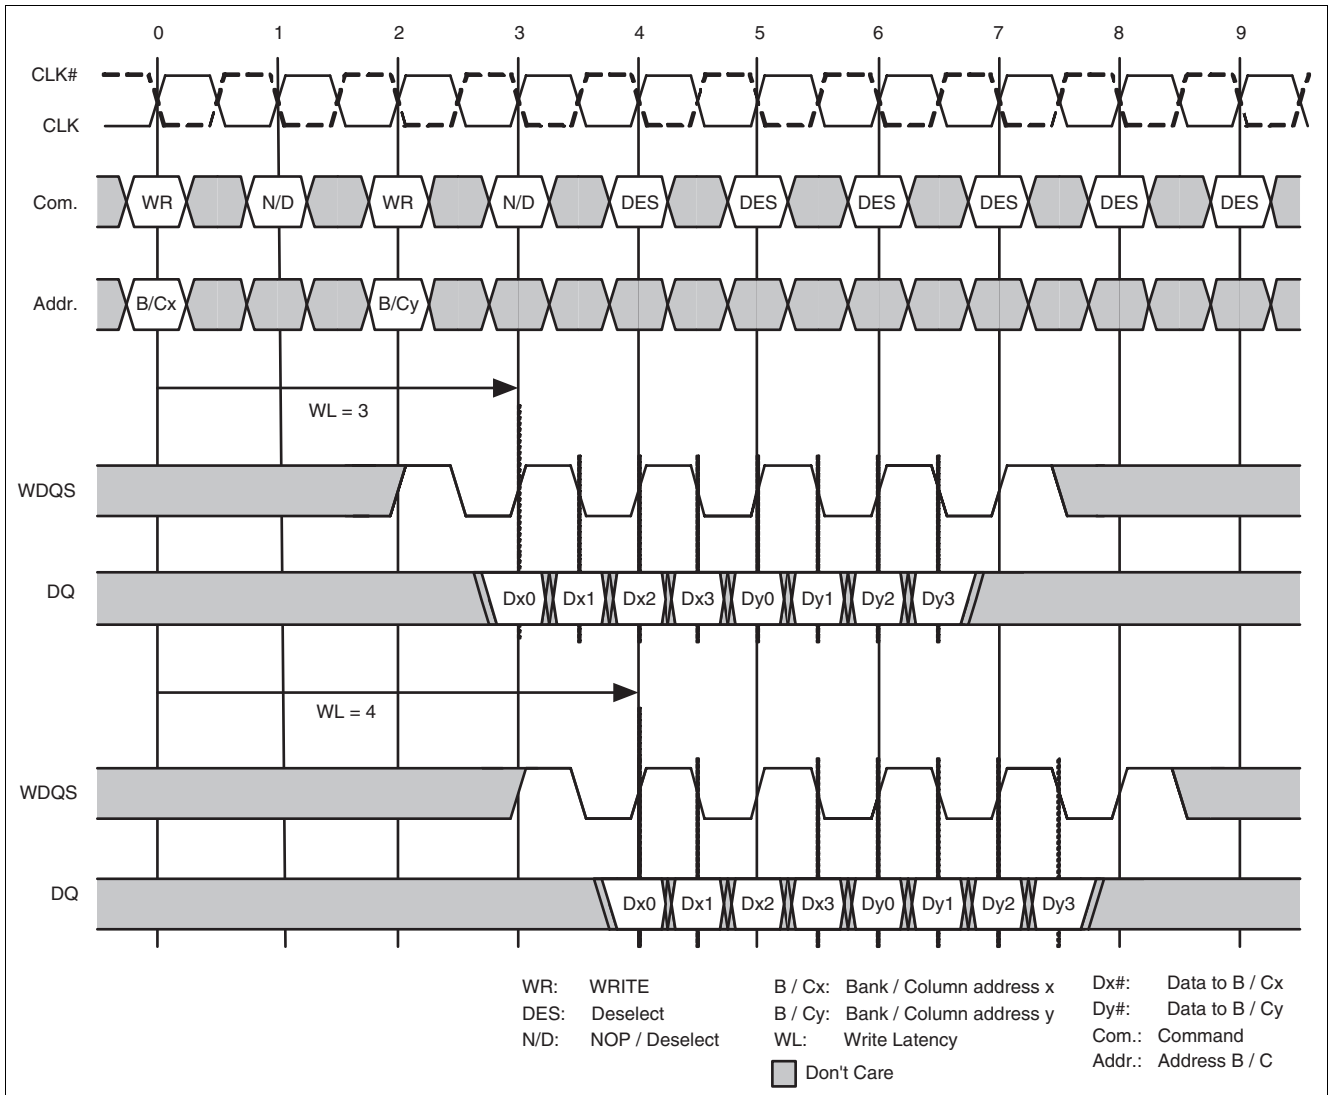 0 1 2 3 4 5 6 7 8 9
CLK#
CLK
Com. WR N/D WR N/D DES DES DES DES DES DES
Addr. B/Cx B/Cy
WL = 3
WDQS
DQ Dx0 Dx1 Dx2 Dx3 Dy0 Dy1 Dy2 Dy3
WL = 4
WDQS
DQ Dx0 Dx1 Dx2 Dx3 Dy0 Dy1 Dy2 Dy3
WR: WRITE
DES: Deselect
N/D: NOP / Deselect
B / Cx: Bank / Column address x
B / Cy: Bank / Column address y
WL: Write Latency
Don't Care
Dx#: Data to B / Cx
Dy#: Data to B / Cy
Com.: Command
Addr.: Address B / C